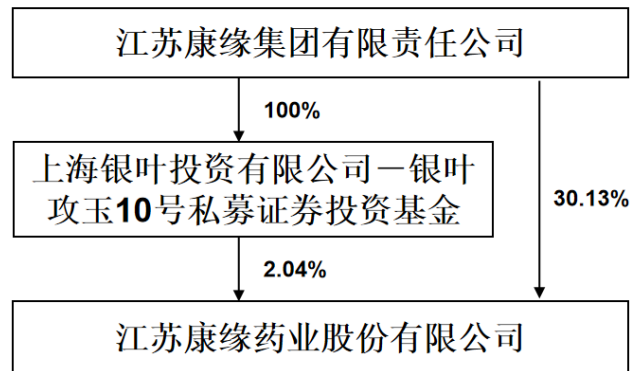 江苏康缘集团有限责任公司
100%
上海银叶投资有限公司－银叶
攻玉10号私募证券投资基金
30.13%
2.04%
江苏康缘药业股份有限公司